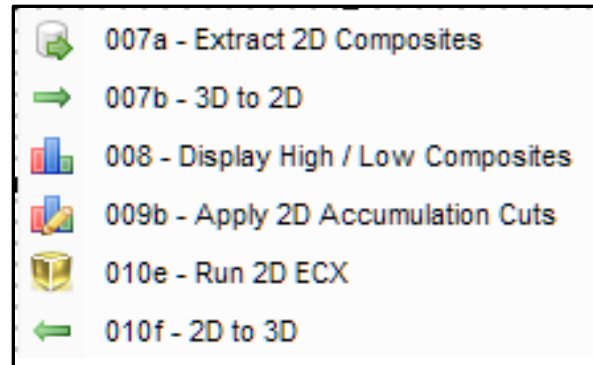 007a - Extract 2D Composites
007b - 3D to 2D
008 - Display High / Low Composites
009b - Apply 2D Accumulation Cuts
010e - Run 2D ECX
010f - 2D to 3D